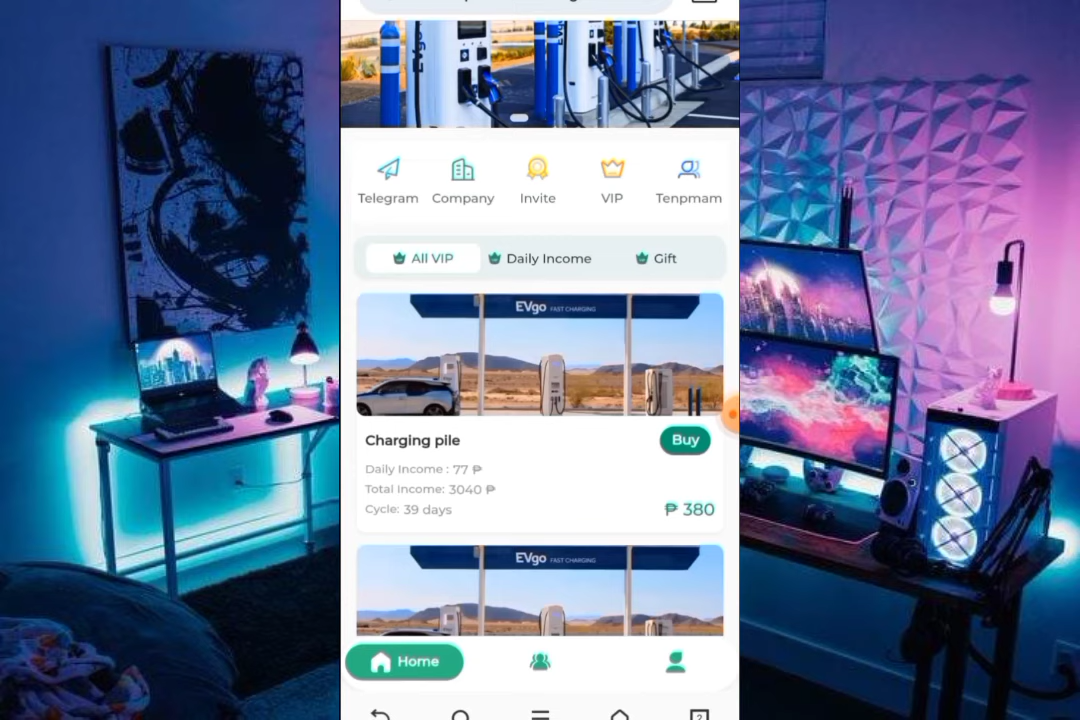 EVgo
Telegram
Company
Invite
VIP
Tenpmam
All VIP
Daily Income
Gift
EVgo FAST CHARGING
Charging pile
Buy
Daily Income : 77 ₱
Total Income: 3040 ₱
Cycle: 39 days
₱ 380
EVgo FAST CHARGING
Home